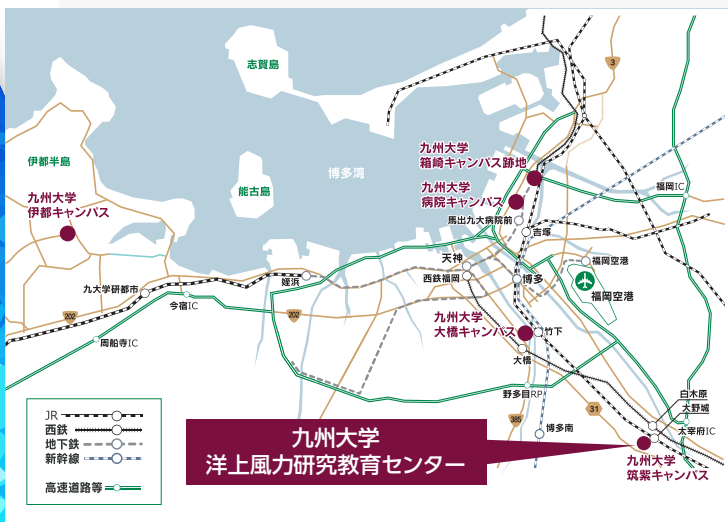 志賀島
3
伊都半島
九州大学
伊都キャンパス
能古島
博多湾
九州大学
箱崎キャンパス跡地
九州大学
病院キャンパス
馬出九大病院前
福岡IC
吉塚
天神
西鉄福岡
福岡空港
博多
福岡空港
九大学研都市
姪浜
今宿IC
202
202
周船寺IC
九州大学
大橋キャンパス
竹下
大橋
野多目RP
385
31
博多南
白木原
大野城
太宰府IC
JR
西鉄
地下鉄
新幹線
高速道路等
九州大学
洋上風力研究教育センター
九州大学
筑紫キャンパス